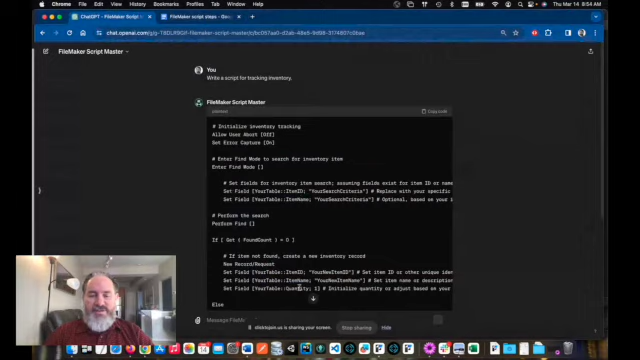 Chrome File Edit View History Bookmarks Profiles Tab Window Help
Thu Mar 14 8:54 AM
ChatGPT - FileMaker Script M
FileMaker script steps - Goo
FileMaker Script Master
You
Write a script for tracking inventory.
FileMaker Script Master
Copy code
# Initialize inventory tracking
Allow User Abort [Off]
Set Error Capture [On]
# Enter Find Mode to search for inventory item
Enter Find Mode []
# Set fields for inventory item search; assuming fields exist for item ID or name
Set Field [YourTable::ItemID; "YourSearchCriteria"] # Replace with your specific
Set Field [YourTable::ItemName; "YourSearchCriteria"] # Optional, based on your
# Perform the search
Perform Find []
If [ Get ( FoundCount ) = 0 ]
# If item not found, create a new inventory record
New Record/Request
Set Field [YourTable::ItemID; "YourNewItemID"] # Set item ID or other unique
Set Field [YourTable::ItemName; "YourNewItemName"] # Set item name or description
Set Field [YourTable::Quantity; 1] # Initialize quantity or adjust based on your
Else
Message FileM
is sharing your screen.
Stop sharing
Hide